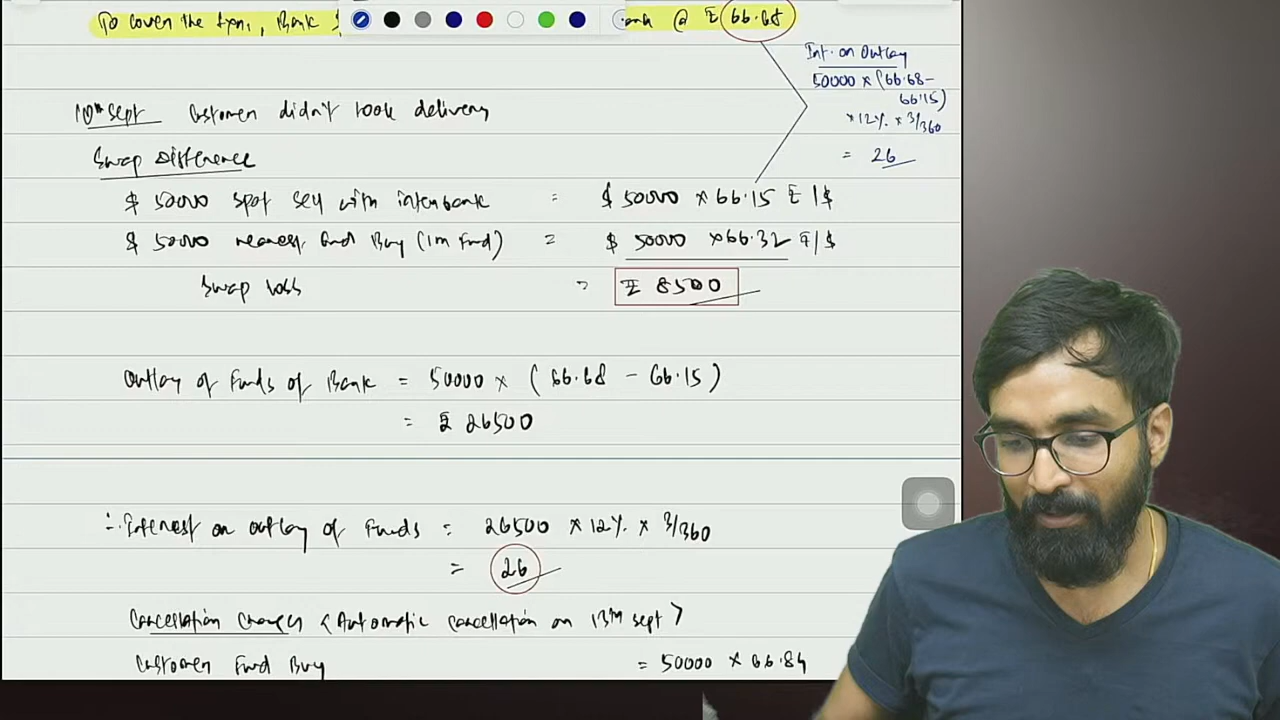 To cover the txn, Bank @ ₹ 66.68
Int. on Outlay
50000 × (66.68 -
66.15)
× 12% × 3/360
= 26
10th Sept Customer didn't took delivery
Swap Difference
$ 50000 spot sell with interbank = $ 50000 × 66.15 ₹/$
$ 50000 Fwd Buy (1m Fwd) = $ 50000 × 66.32 ₹/$
Swap loss = ₹ 8500
Outlay of Funds of Bank = 50000 × (66.68 - 66.15)
= ₹ 26500
∴ Interest on outlay of Funds = 26500 × 12% × 3/360
= 26
Cancellation Charges < Automatic cancellation on 13th sept >
Customer Fwd Buy = 50000 × 66.84